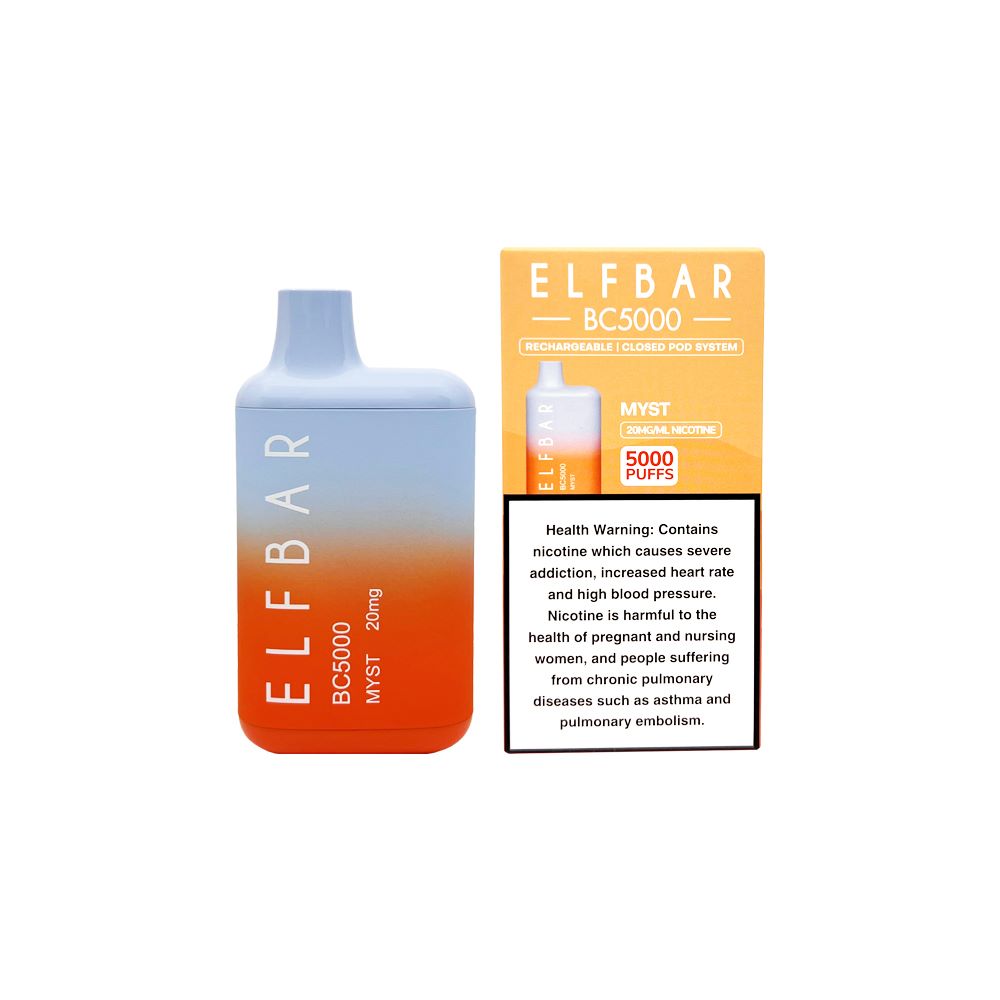 ELFBAR
BC5000
MYST 20mg
ELFBAR
BC5000
RECHARGEABLE | CLOSED POD SYSTEM
ELFBAR
BC5000
MYST
MYST
20MG/ML NICOTINE
5000
PUFFS
Health Warning: Contains
nicotine which causes severe
addiction, increased heart rate
and high blood pressure.
Nicotine is harmful to the
health of pregnant and nursing
women, and people suffering
from chronic pulmonary
diseases such as asthma and
pulmonary embolism.